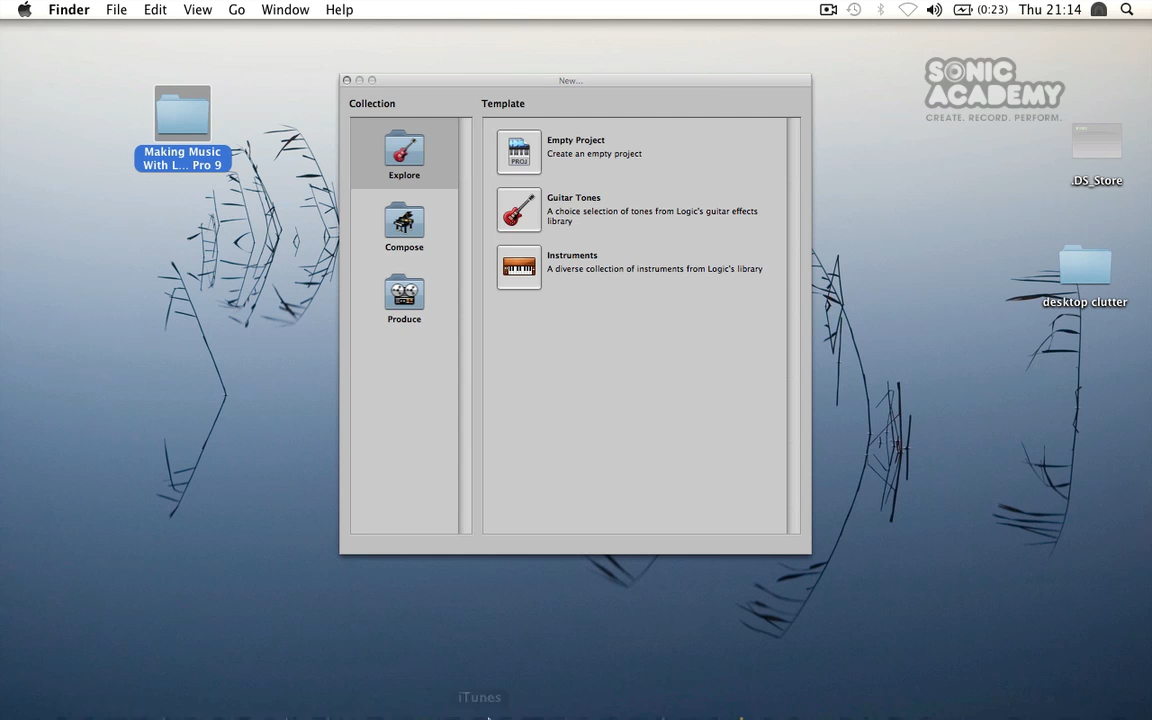 Finder File Edit View Go Window Help
(0:23) Thu 21:14
SONIC
ACADEMY
CREATE. RECORD. PERFORM.
New...
Collection
Template
Explore
Compose
Produce
PROJ
Empty Project
Create an empty project
Guitar Tones
A choice selection of tones from Logic's guitar effects
library
Instruments
A diverse collection of instruments from Logic's library
Making Music
With L... Pro 9
.DS_Store
desktop clutter
iTunes